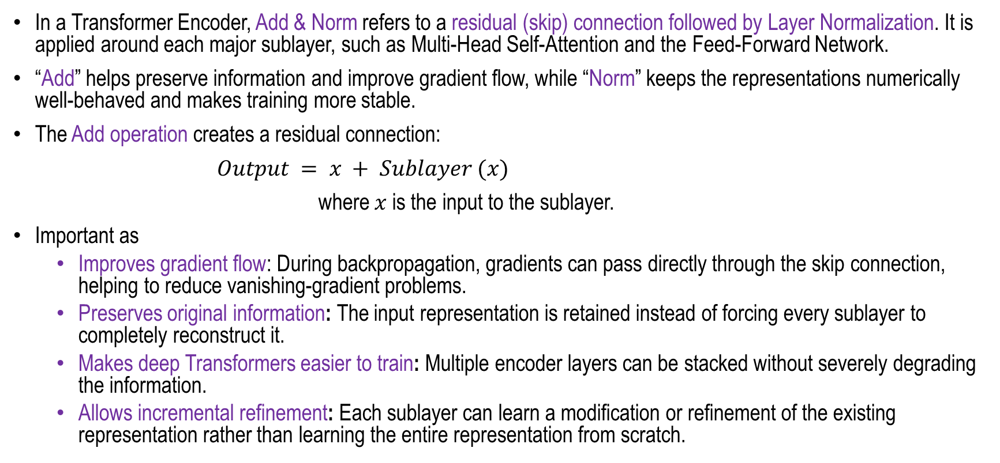 • In a Transformer Encoder, Add & Norm refers to a residual (skip) connection followed by Layer Normalization. It is
applied around each major sublayer, such as Multi-Head Self-Attention and the Feed-Forward Network.
• “Add” helps preserve information and improve gradient flow, while “Norm” keeps the representations numerically
well-behaved and makes training more stable.
• The Add operation creates a residual connection:
Output = x + Sublayer (x)
where x is the input to the sublayer.
• Important as
• Improves gradient flow: During backpropagation, gradients can pass directly through the skip connection,
helping to reduce vanishing-gradient problems.
• Preserves original information: The input representation is retained instead of forcing every sublayer to
completely reconstruct it.
• Makes deep Transformers easier to train: Multiple encoder layers can be stacked without severely degrading
the information.
• Allows incremental refinement: Each sublayer can learn a modification or refinement of the existing
representation rather than learning the entire representation from scratch.